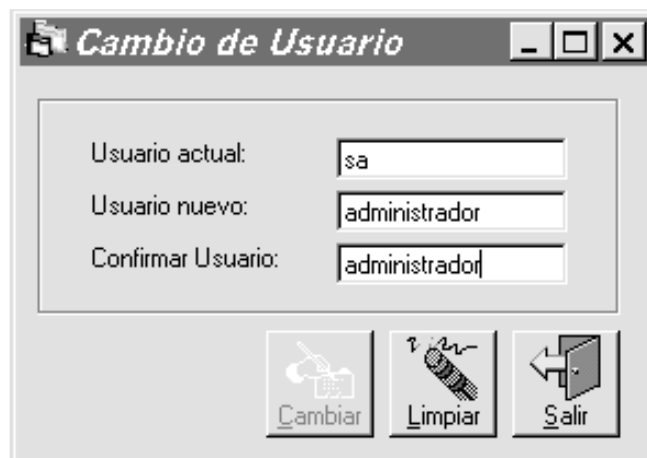 Cambio de Usuario
Usuario actual: sa
Usuario nuevo: administrador
Confirmar Usuario: administrador
Cambiar Limpiar Salir